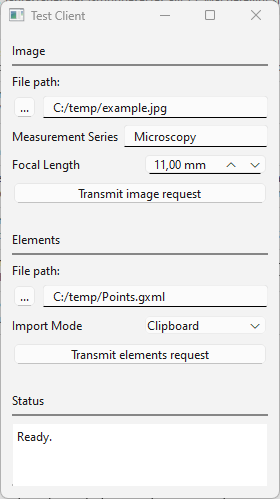 Test Client
Image
File path:
... C:/temp/example.jpg
Measurement Series Microscopy
Focal Length 11,00 mm
Transmit image request
Elements
File path:
... C:/temp/Points.gxml
Import Mode Clipboard
Transmit elements request
Status
Ready.